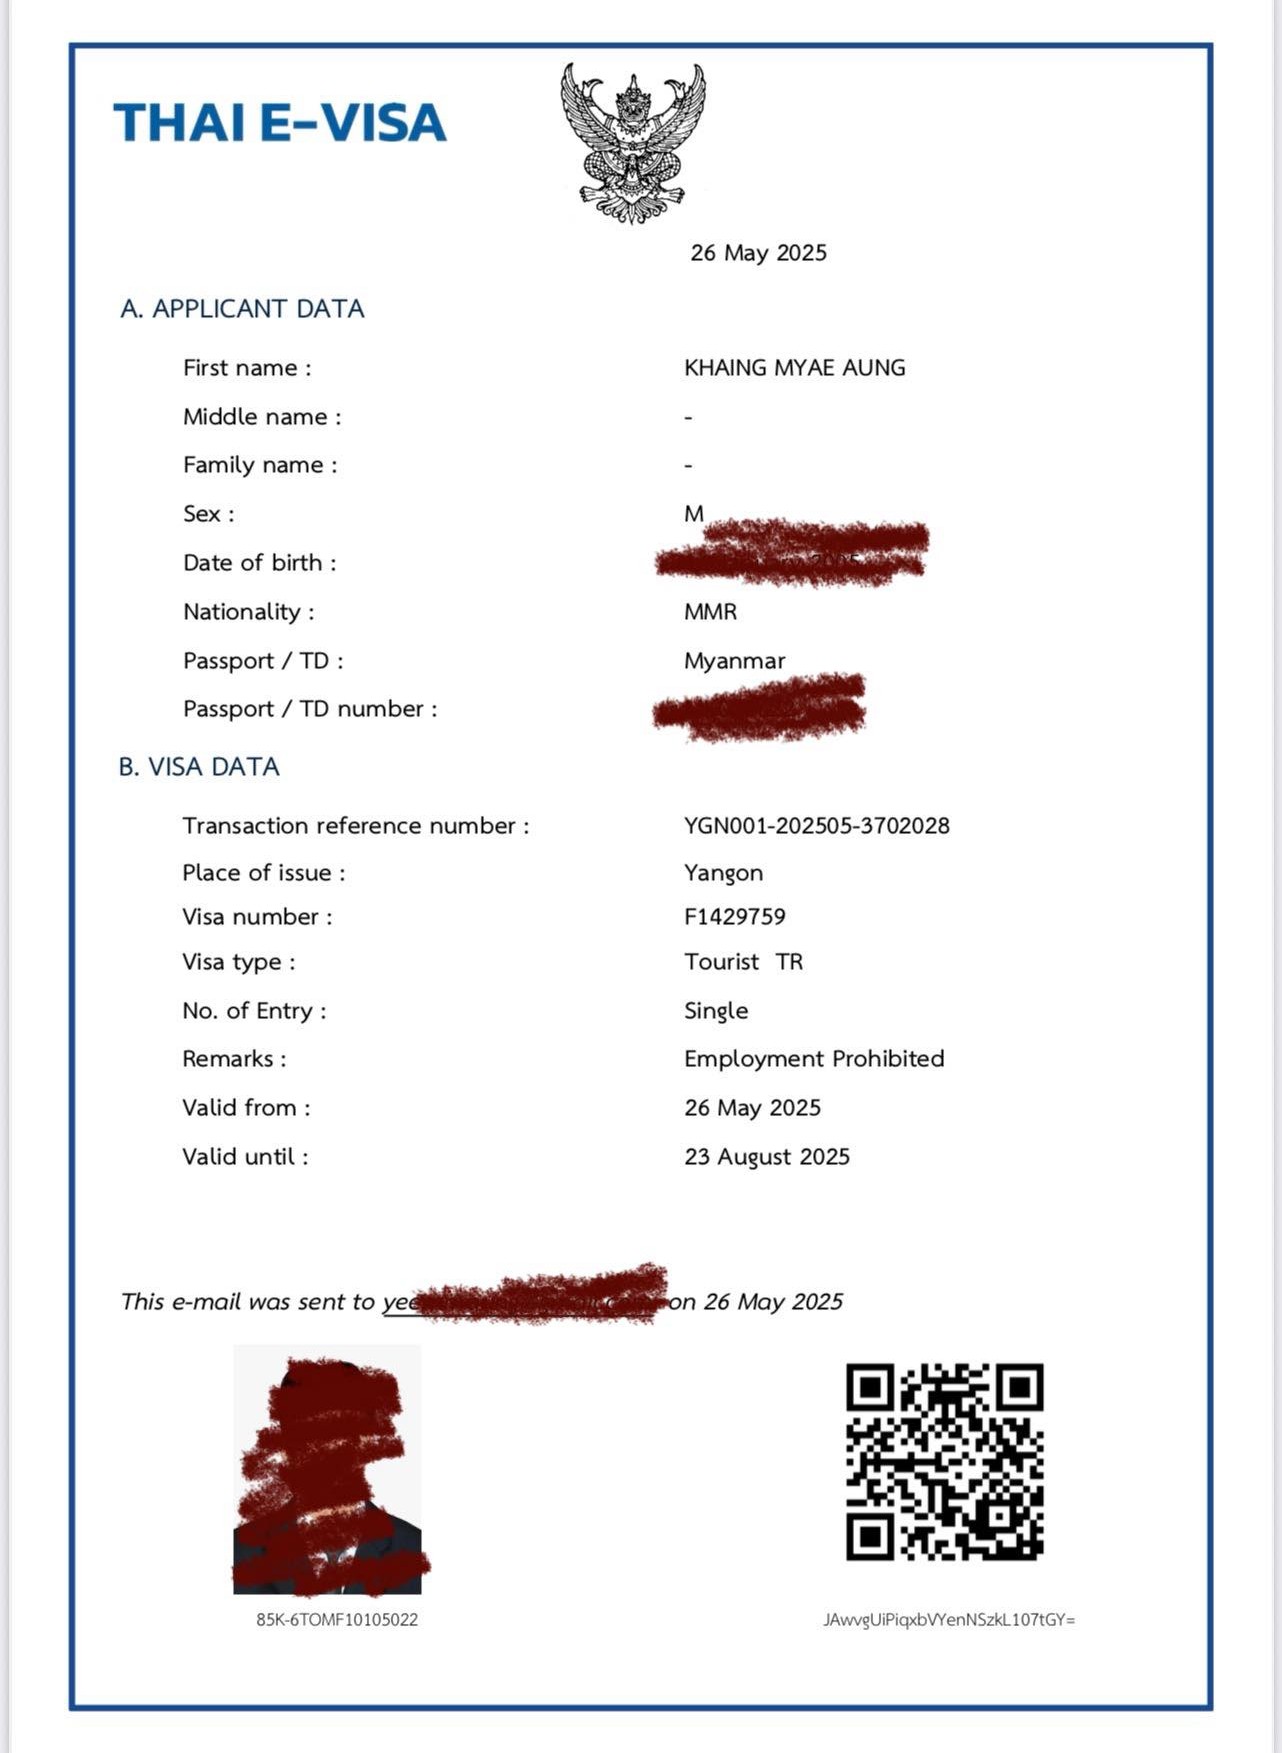 THAI E-VISA
26 May 2025
A. APPLICANT DATA
First name : KHAING MYAE AUNG
Middle name : -
Family name : -
Sex : M
Date of birth :
Nationality : MMR
Passport / TD : Myanmar
Passport / TD number :
B. VISA DATA
Transaction reference number : YGN001-202505-3702028
Place of issue : Yangon
Visa number : F1429759
Visa type : Tourist TR
No. of Entry : Single
Remarks : Employment Prohibited
Valid from : 26 May 2025
Valid until : 23 August 2025
This e-mail was sent to on 26 May 2025
85K-6TOMF10105022
JAwvgUiPiqxbVYenNSzkL107tGY=